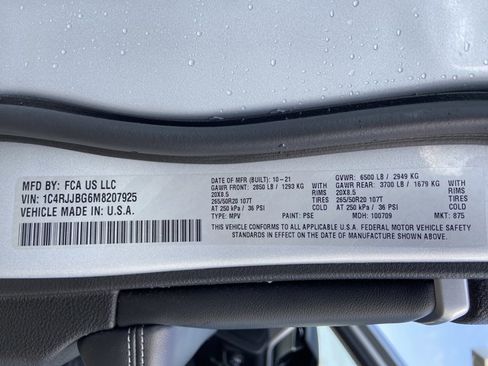 MFD BY: FCA US LLC
VIN: 1C4RJJBG6M8207925
VEHICLE MADE IN: U.S.A.
DATE OF MFR (BUILT): 10-21 GVWR: 6500 LB / 2949 KG
GAWR FRONT: 2850 LB / 1293 KG GAWR REAR: 3700 LB / 1679 KG
20X8.5 TIRES 20X8.5 TIRES
265/50R20 107T 265/50R20 107T
AT 250 kPA / 36 PSI COLD AT 250 kPA / 36 PSI COLD
TYPE: MPV PAINT: PSE MDH: 100709 MKT: 875
THIS VEHICLE CONFORMS TO ALL APPLICABLE U.S.A. FEDERAL MOTOR VEHICLE SAFETY
STANDARDS IN EFFECT ON THE DATE OF MANUFACTURE SHOWN ABOVE.